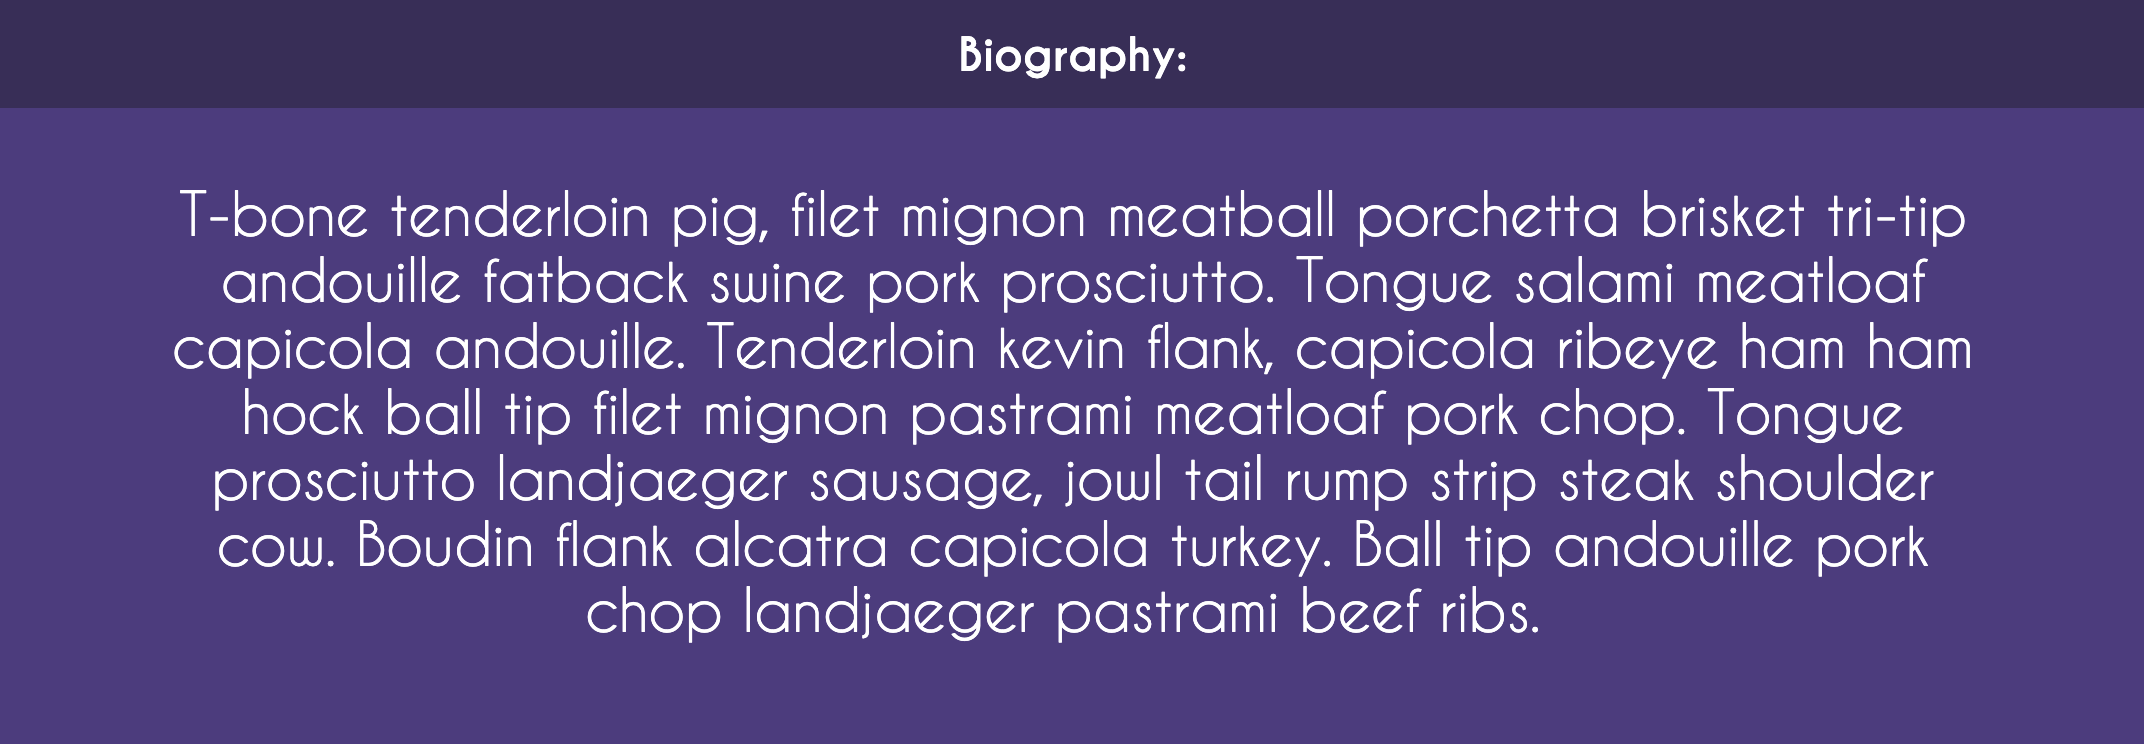 Biography:
T-bone tenderloin pig, filet mignon meatball porchetta brisket tri-tip
andouille fatback swine pork prosciutto. Tongue salami meatloaf
capicola andouille. Tenderloin kevin flank, capicola ribeye ham ham
hock ball tip filet mignon pastrami meatloaf pork chop. Tongue
prosciutto landjaeger sausage, jowl tail rump strip steak shoulder
cow. Boudin flank alcatra capicola turkey. Ball tip andouille pork
chop landjaeger pastrami beef ribs.